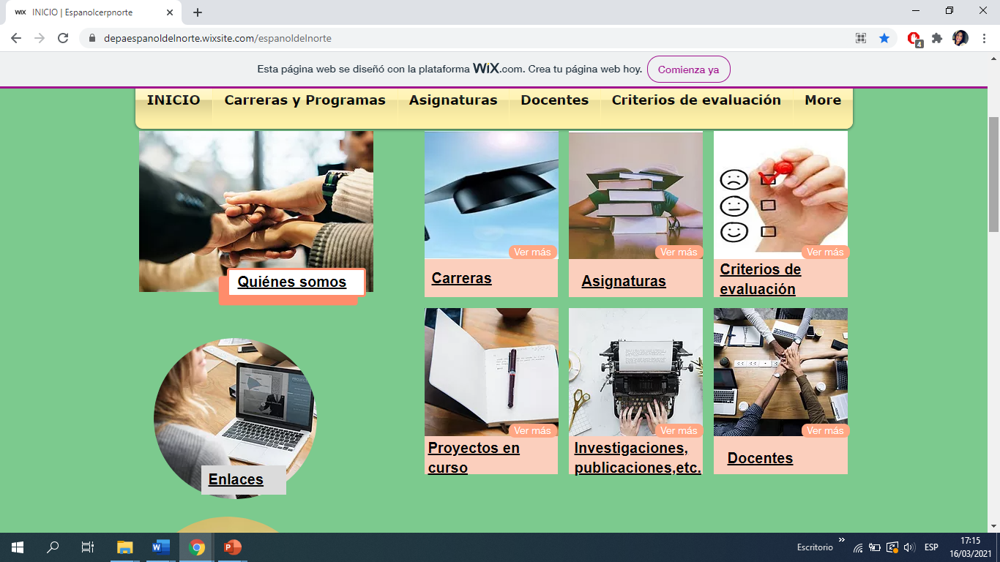 WiX INICIO | Espanolcerpnorte
depaespanoldelnorte.wixsite.com/espanoldelnorte
4
Esta página web se diseñó con la plataforma WiX.com. Crea tu página web hoy. Comienza ya
INICIO Carreras y Programas Asignaturas Docentes Criterios de evaluación More
Quiénes somos
Ver más
Carreras
Ver más
Asignaturas
Ver más
Criterios de
evaluación
Enlaces
Ver más
Proyectos en
curso
Ver más
Investigaciones,
publicaciones,etc.
Ver más
Docentes
Escritorio
ESP
17:15
16/03/2021